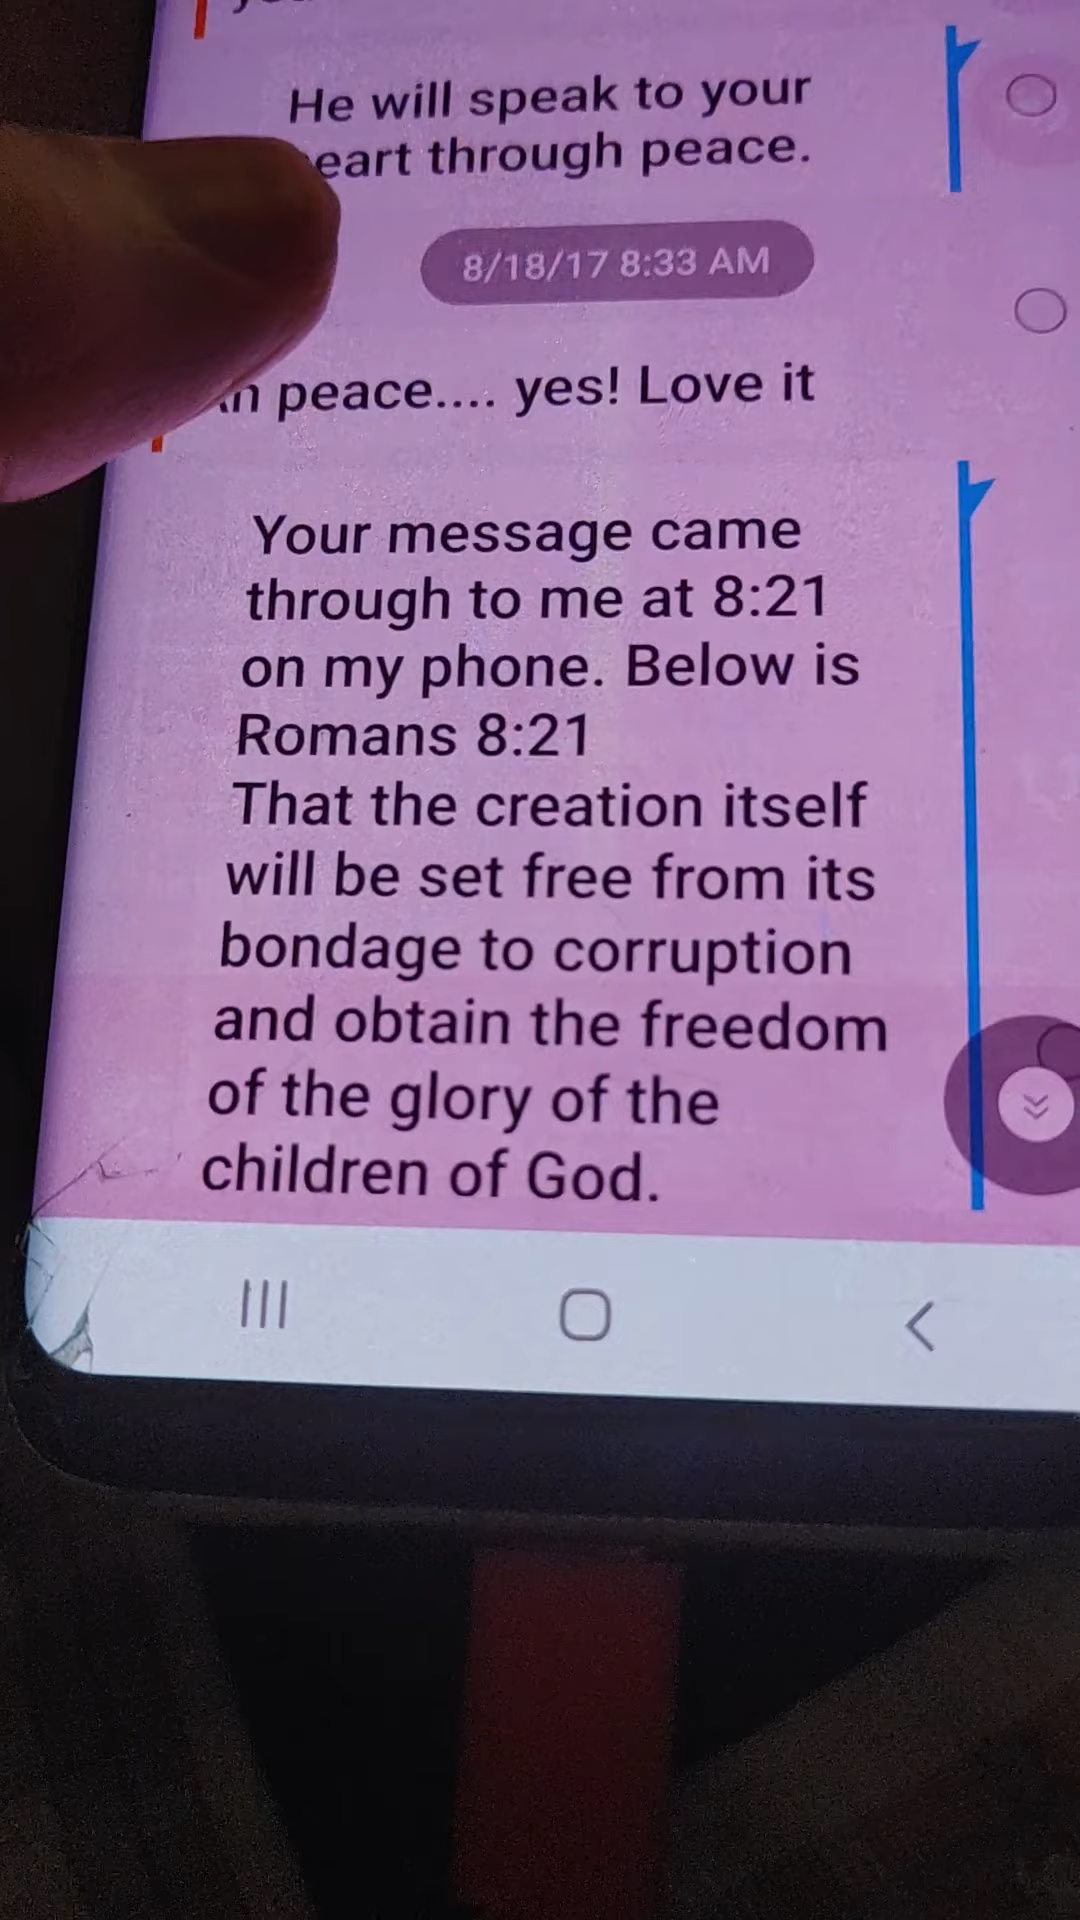 He will speak to your
eart through peace.
8/18/17 8:33 AM
peace.... yes! Love it
Your message came
through to me at 8:21
on my phone. Below is
Romans 8:21
That the creation itself
will be set free from its
bondage to corruption
and obtain the freedom
of the glory of the
children of God.